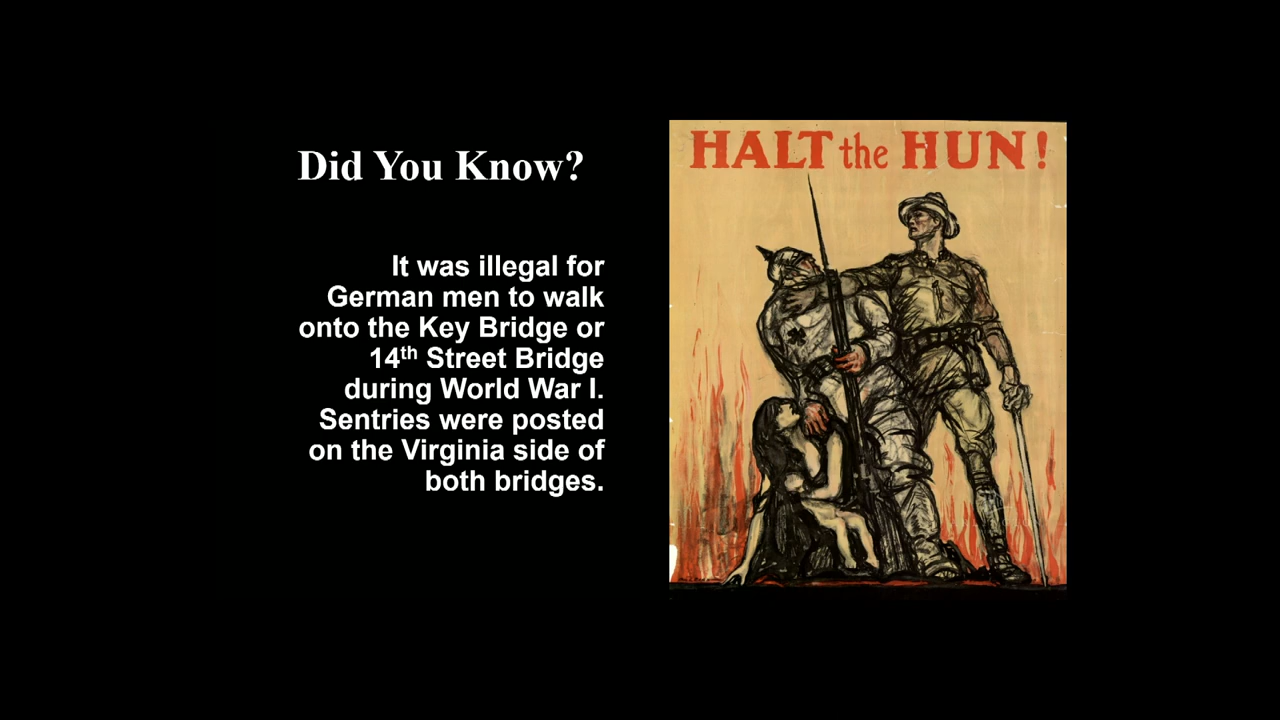 Did You Know?
It was illegal for
German men to walk
onto the Key Bridge or
14th Street Bridge
during World War I.
Sentries were posted
on the Virginia side of
both bridges.
HALT the HUN!